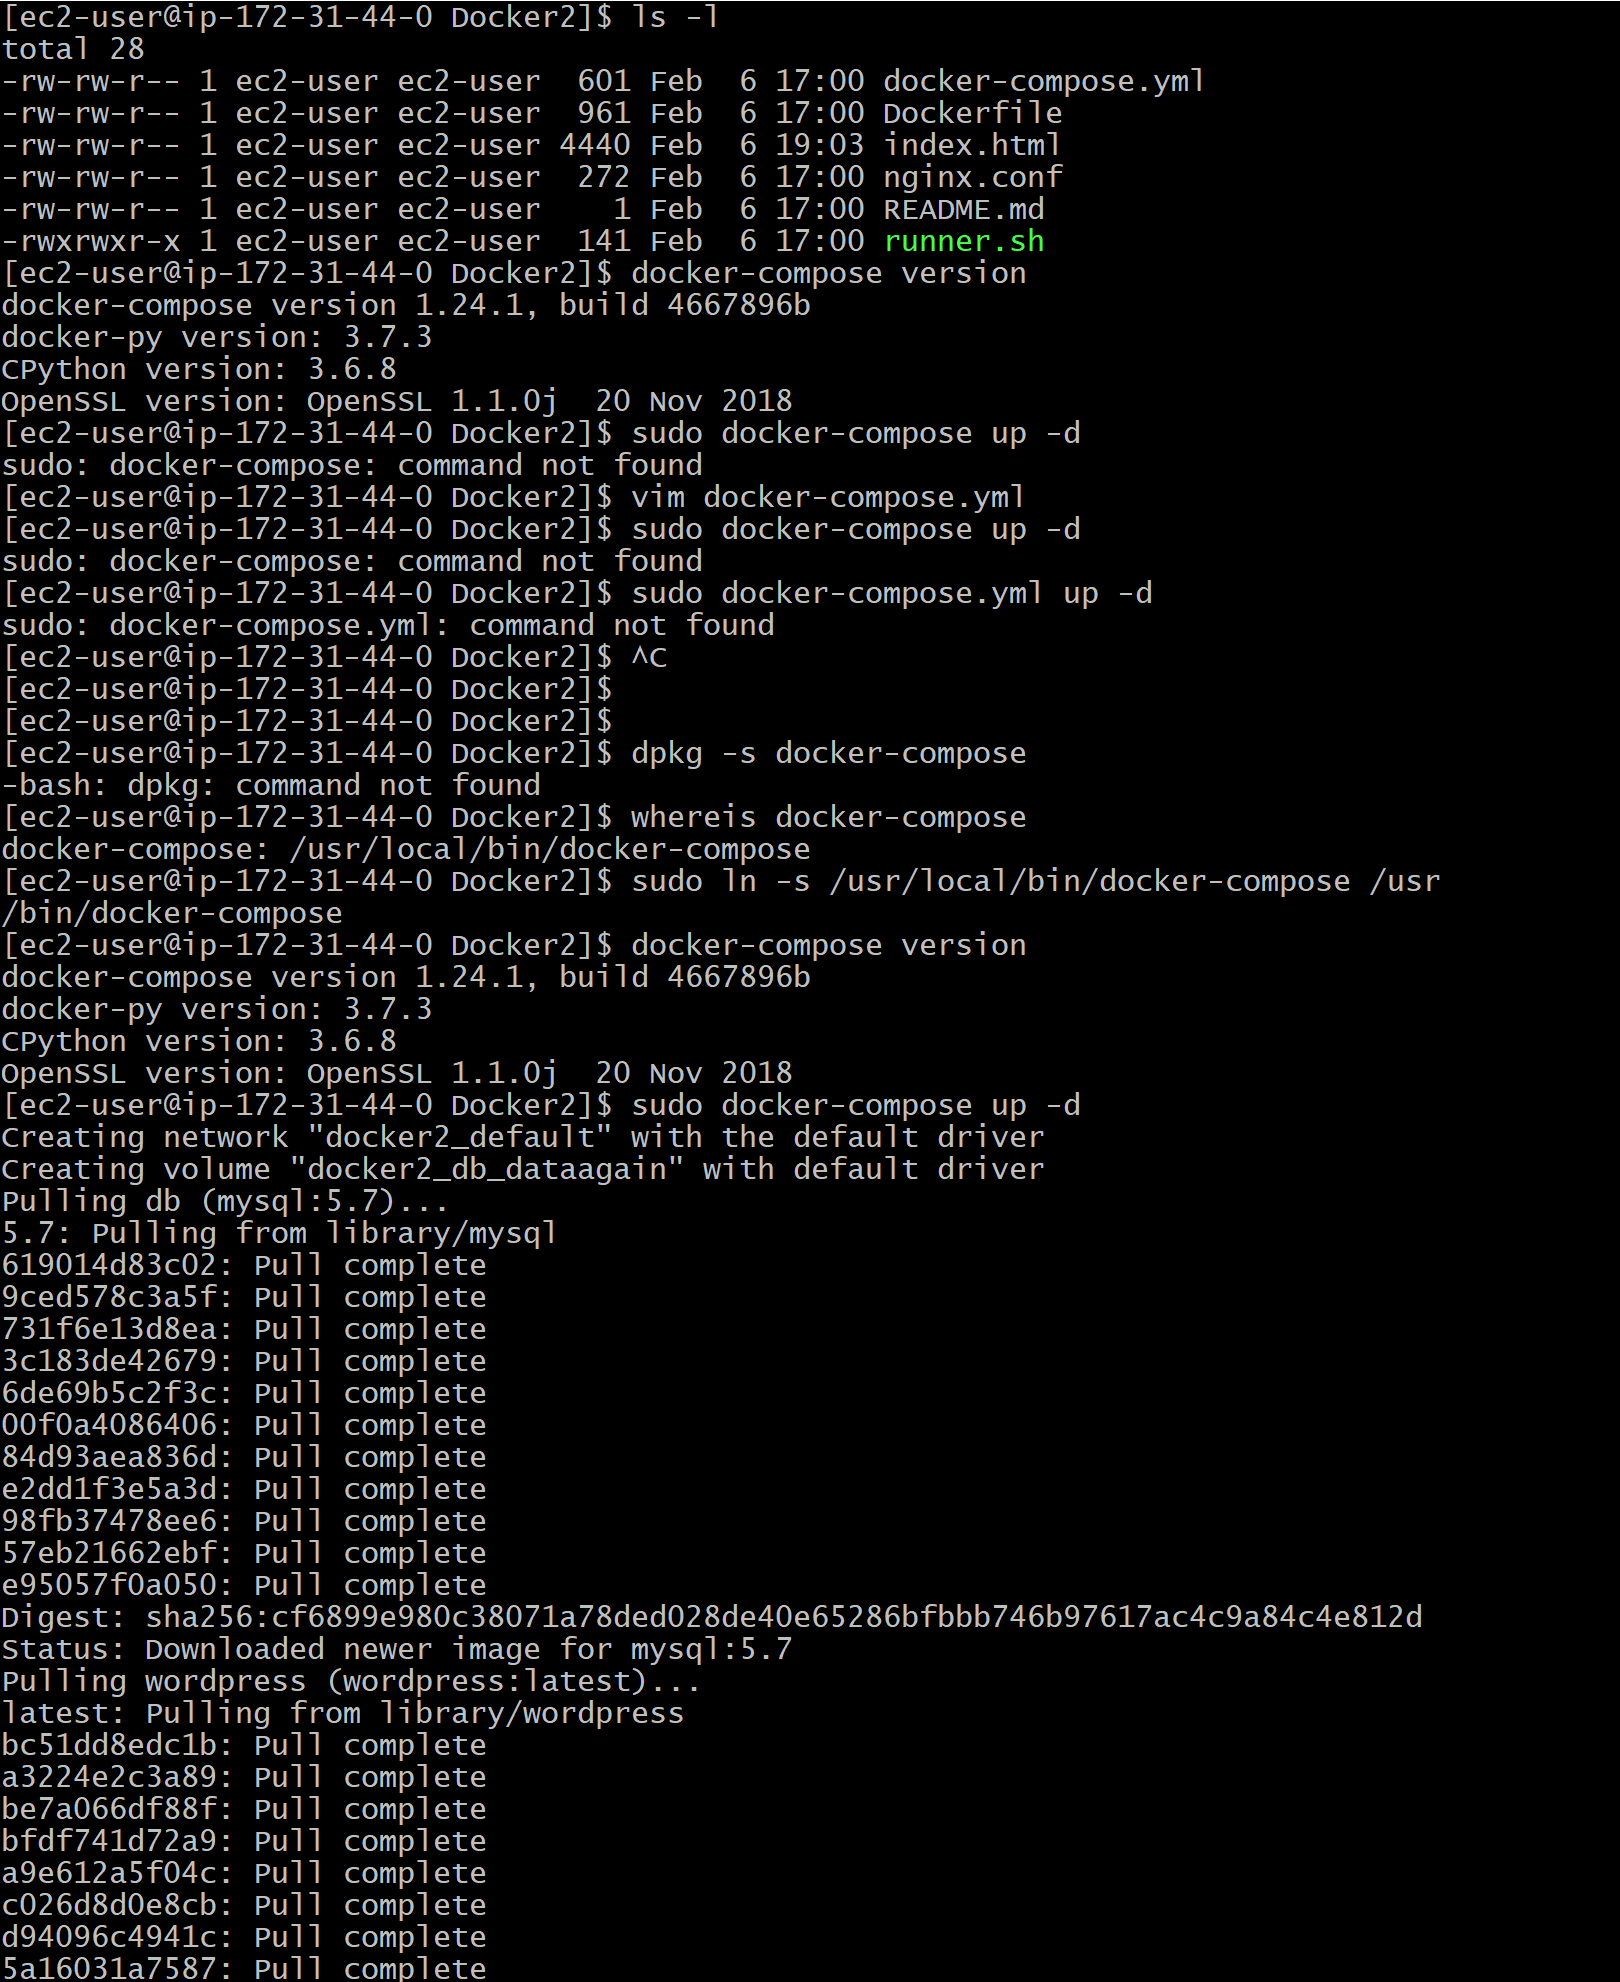 [ec2-user@ip-172-31-44-0 Docker2]$ ls -l
total 28
-rw-rw-r-- 1 ec2-user ec2-user  601 Feb  6 17:00 docker-compose.yml
-rw-rw-r-- 1 ec2-user ec2-user  961 Feb  6 17:00 Dockerfile
-rw-rw-r-- 1 ec2-user ec2-user 4440 Feb  6 19:03 index.html
-rw-rw-r-- 1 ec2-user ec2-user  272 Feb  6 17:00 nginx.conf
-rw-rw-r-- 1 ec2-user ec2-user    1 Feb  6 17:00 README.md
-rwxrwxr-x 1 ec2-user ec2-user  141 Feb  6 17:00 runner.sh
[ec2-user@ip-172-31-44-0 Docker2]$ docker-compose version
docker-compose version 1.24.1, build 4667896b
docker-py version: 3.7.3
CPython version: 3.6.8
OpenSSL version: OpenSSL 1.1.0j  20 Nov 2018
[ec2-user@ip-172-31-44-0 Docker2]$ sudo docker-compose up -d
sudo: docker-compose: command not found
[ec2-user@ip-172-31-44-0 Docker2]$ vim docker-compose.yml
[ec2-user@ip-172-31-44-0 Docker2]$ sudo docker-compose up -d
sudo: docker-compose: command not found
[ec2-user@ip-172-31-44-0 Docker2]$ sudo docker-compose.yml up -d
sudo: docker-compose.yml: command not found
[ec2-user@ip-172-31-44-0 Docker2]$ ^C
[ec2-user@ip-172-31-44-0 Docker2]$
[ec2-user@ip-172-31-44-0 Docker2]$
[ec2-user@ip-172-31-44-0 Docker2]$ dpkg -s docker-compose
-bash: dpkg: command not found
[ec2-user@ip-172-31-44-0 Docker2]$ whereis docker-compose
docker-compose: /usr/local/bin/docker-compose
[ec2-user@ip-172-31-44-0 Docker2]$ sudo ln -s /usr/local/bin/docker-compose /usr
/bin/docker-compose
[ec2-user@ip-172-31-44-0 Docker2]$ docker-compose version
docker-compose version 1.24.1, build 4667896b
docker-py version: 3.7.3
CPython version: 3.6.8
OpenSSL version: OpenSSL 1.1.0j  20 Nov 2018
[ec2-user@ip-172-31-44-0 Docker2]$ sudo docker-compose up -d
Creating network "docker2_default" with the default driver
Creating volume "docker2_db_dataagain" with default driver
Pulling db (mysql:5.7)...
5.7: Pulling from library/mysql
619014d83c02: Pull complete
9ced578c3a5f: Pull complete
731f6e13d8ea: Pull complete
3c183de42679: Pull complete
6de69b5c2f3c: Pull complete
00f0a4086406: Pull complete
84d93aea836d: Pull complete
e2dd1f3e5a3d: Pull complete
98fb37478ee6: Pull complete
57eb21662ebf: Pull complete
e95057f0a050: Pull complete
Digest: sha256:cf6899e980c38071a78ded028de40e65286bfbbb746b97617ac4c9a84c4e812d
Status: Downloaded newer image for mysql:5.7
Pulling wordpress (wordpress:latest)...
latest: Pulling from library/wordpress
bc51dd8edc1b: Pull complete
a3224e2c3a89: Pull complete
be7a066df88f: Pull complete
bfdf741d72a9: Pull complete
a9e612a5f04c: Pull complete
c026d8d0e8cb: Pull complete
d94096c4941c: Pull complete
5a16031a7587: Pull complete